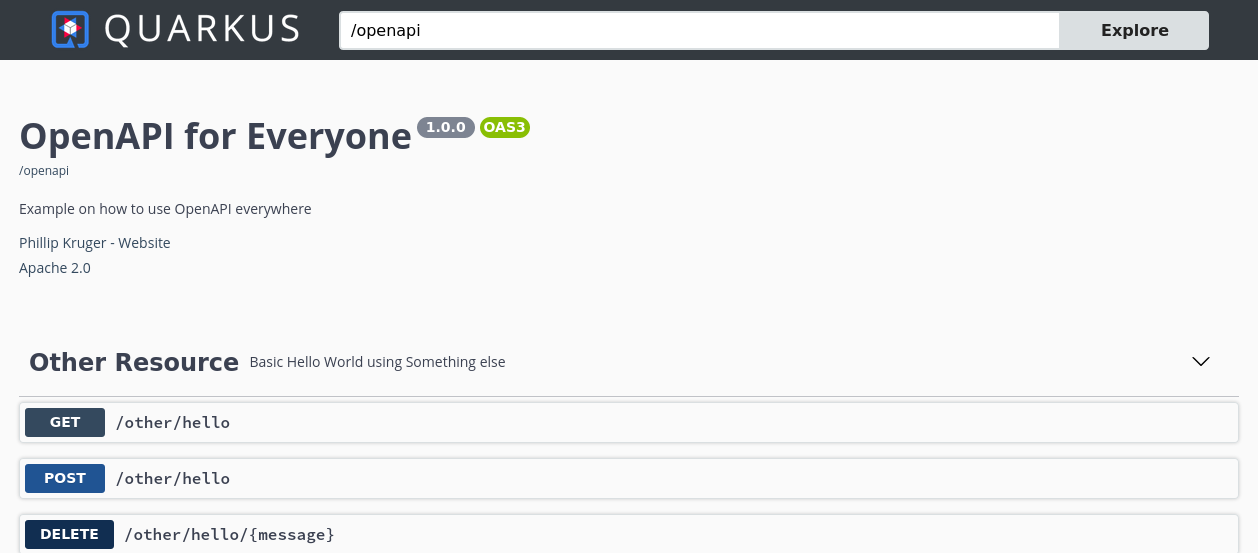 QUARKUS /openapi Explore
OpenAPI for Everyone 1.0.0 OAS3
/openapi
Example on how to use OpenAPI everywhere
Phillip Kruger - Website
Apache 2.0
Other Resource Basic Hello World using Something else
GET /other/hello
POST /other/hello
DELETE /other/hello/{message}